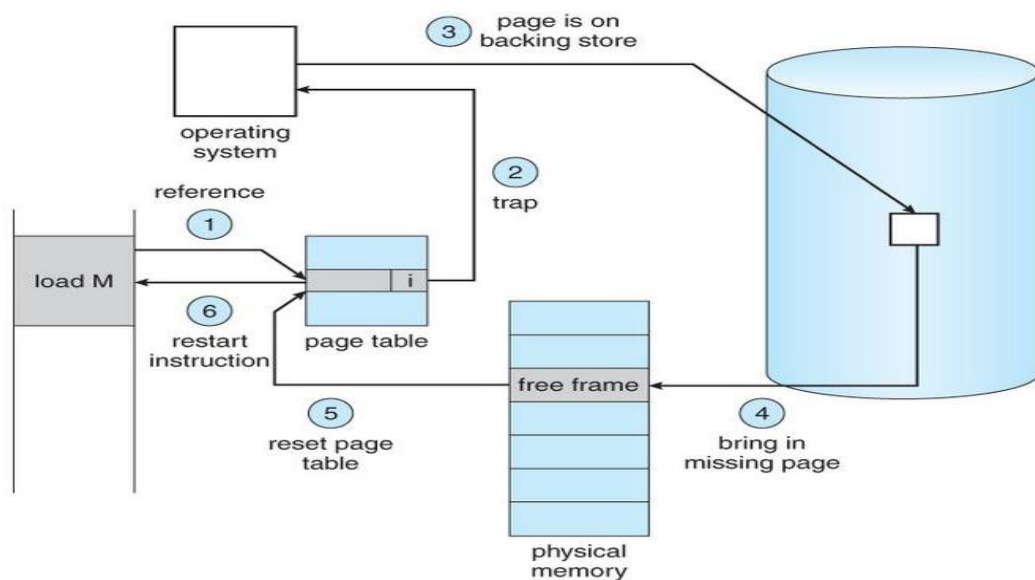 3
page is on
backing store
operating
system
2
trap
reference
1
load M
i
6
restart
instruction
page table
free frame
5
reset page
table
4
bring in
missing page
physical
memory